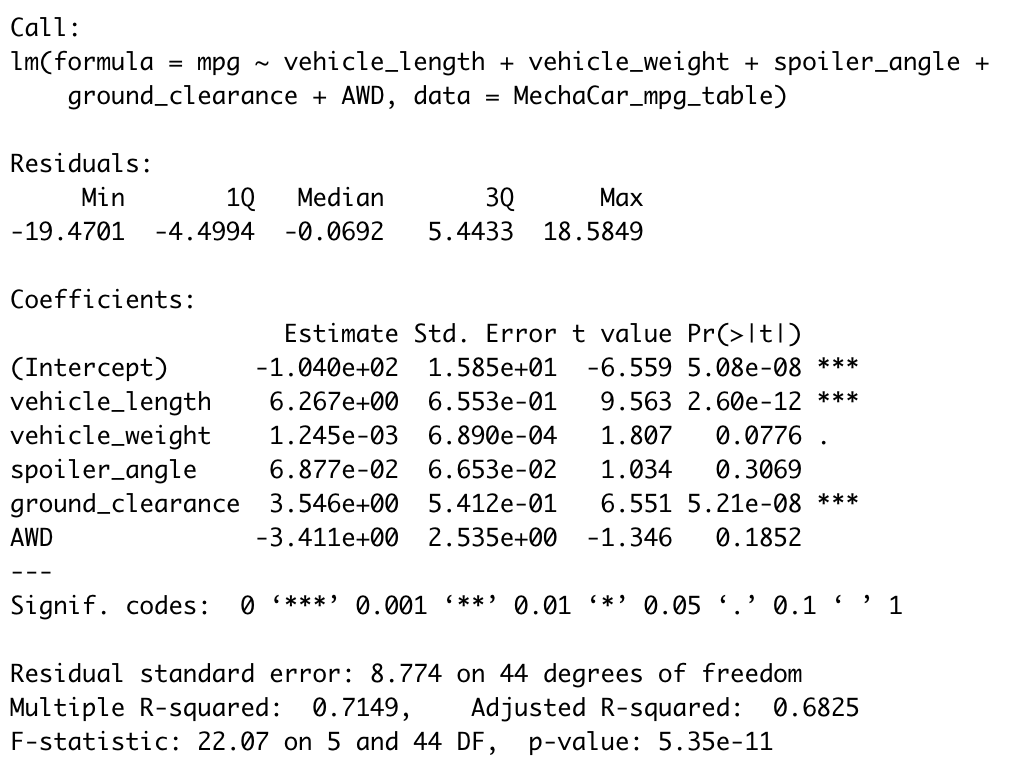 Call:
lm(formula = mpg ~ vehicle_length + vehicle_weight + spoiler_angle +
    ground_clearance + AWD, data = MechaCar_mpg_table)

Residuals:
     Min       1Q   Median       3Q      Max
-19.4701  -4.4994  -0.0692   5.4433  18.5849

Coefficients:
                   Estimate Std. Error t value Pr(>|t|)
(Intercept)      -1.040e+02  1.585e+01  -6.559 5.08e-08 ***
vehicle_length    6.267e+00  6.553e-01   9.563 2.60e-12 ***
vehicle_weight    1.245e-03  6.890e-04   1.807   0.0776 .
spoiler_angle     6.877e-02  6.653e-02   1.034   0.3069
ground_clearance  3.546e+00  5.412e-01   6.551 5.21e-08 ***
AWD              -3.411e+00  2.535e+00  -1.346   0.1852
---
Signif. codes:  0 ‘***’ 0.001 ‘**’ 0.01 ‘*’ 0.05 ‘.’ 0.1 ‘ ’ 1

Residual standard error: 8.774 on 44 degrees of freedom
Multiple R-squared:  0.7149,    Adjusted R-squared:  0.6825
F-statistic: 22.07 on 5 and 44 DF,  p-value: 5.35e-11